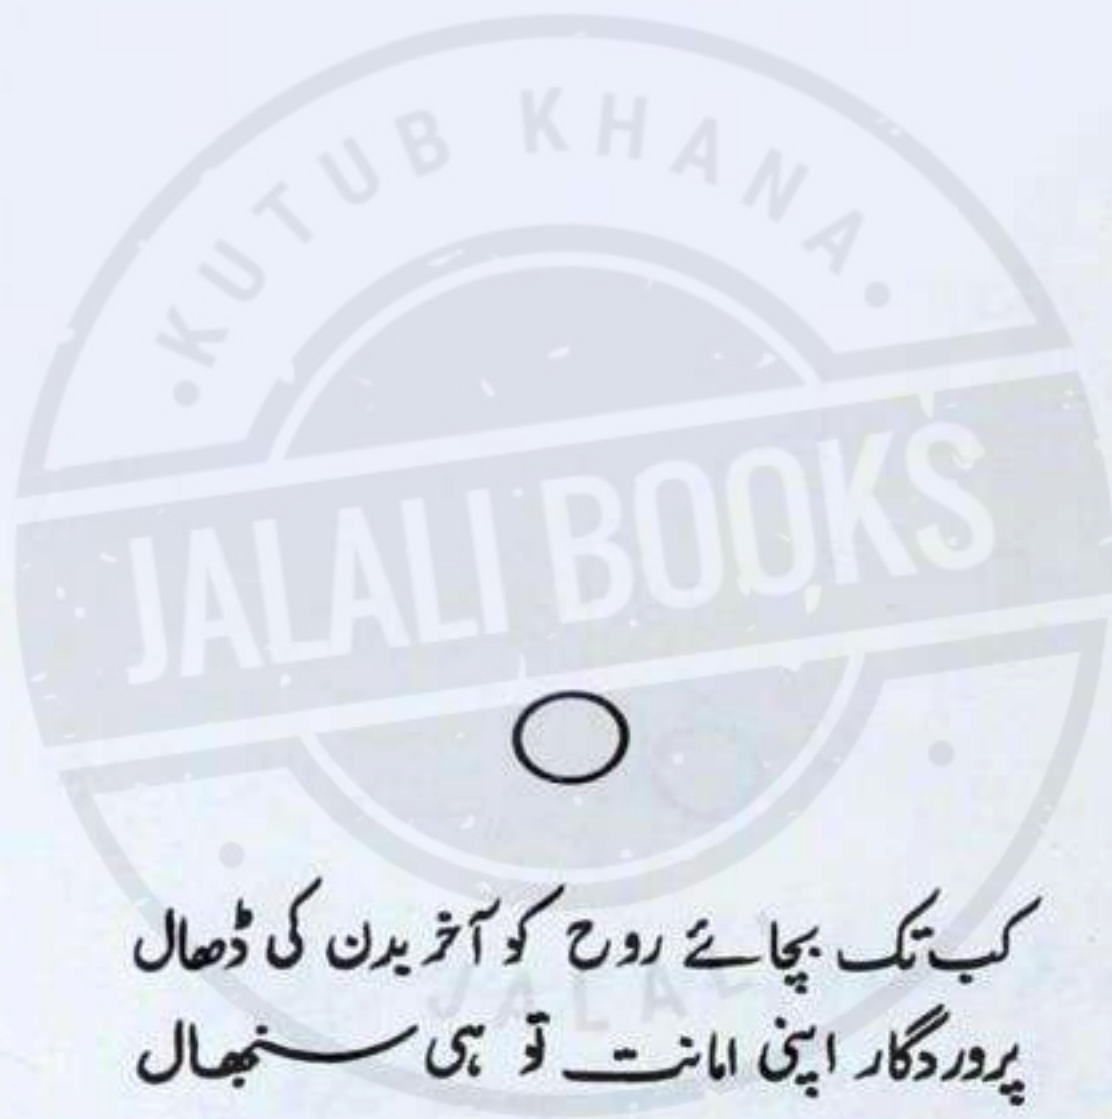 KUTUB KHANA
JALALI BOOKS
کب تک بچائے روح کو آخر بدن کی ڈھال
JALALI
پروردگار اپنی امانت تو ہی سنبھال